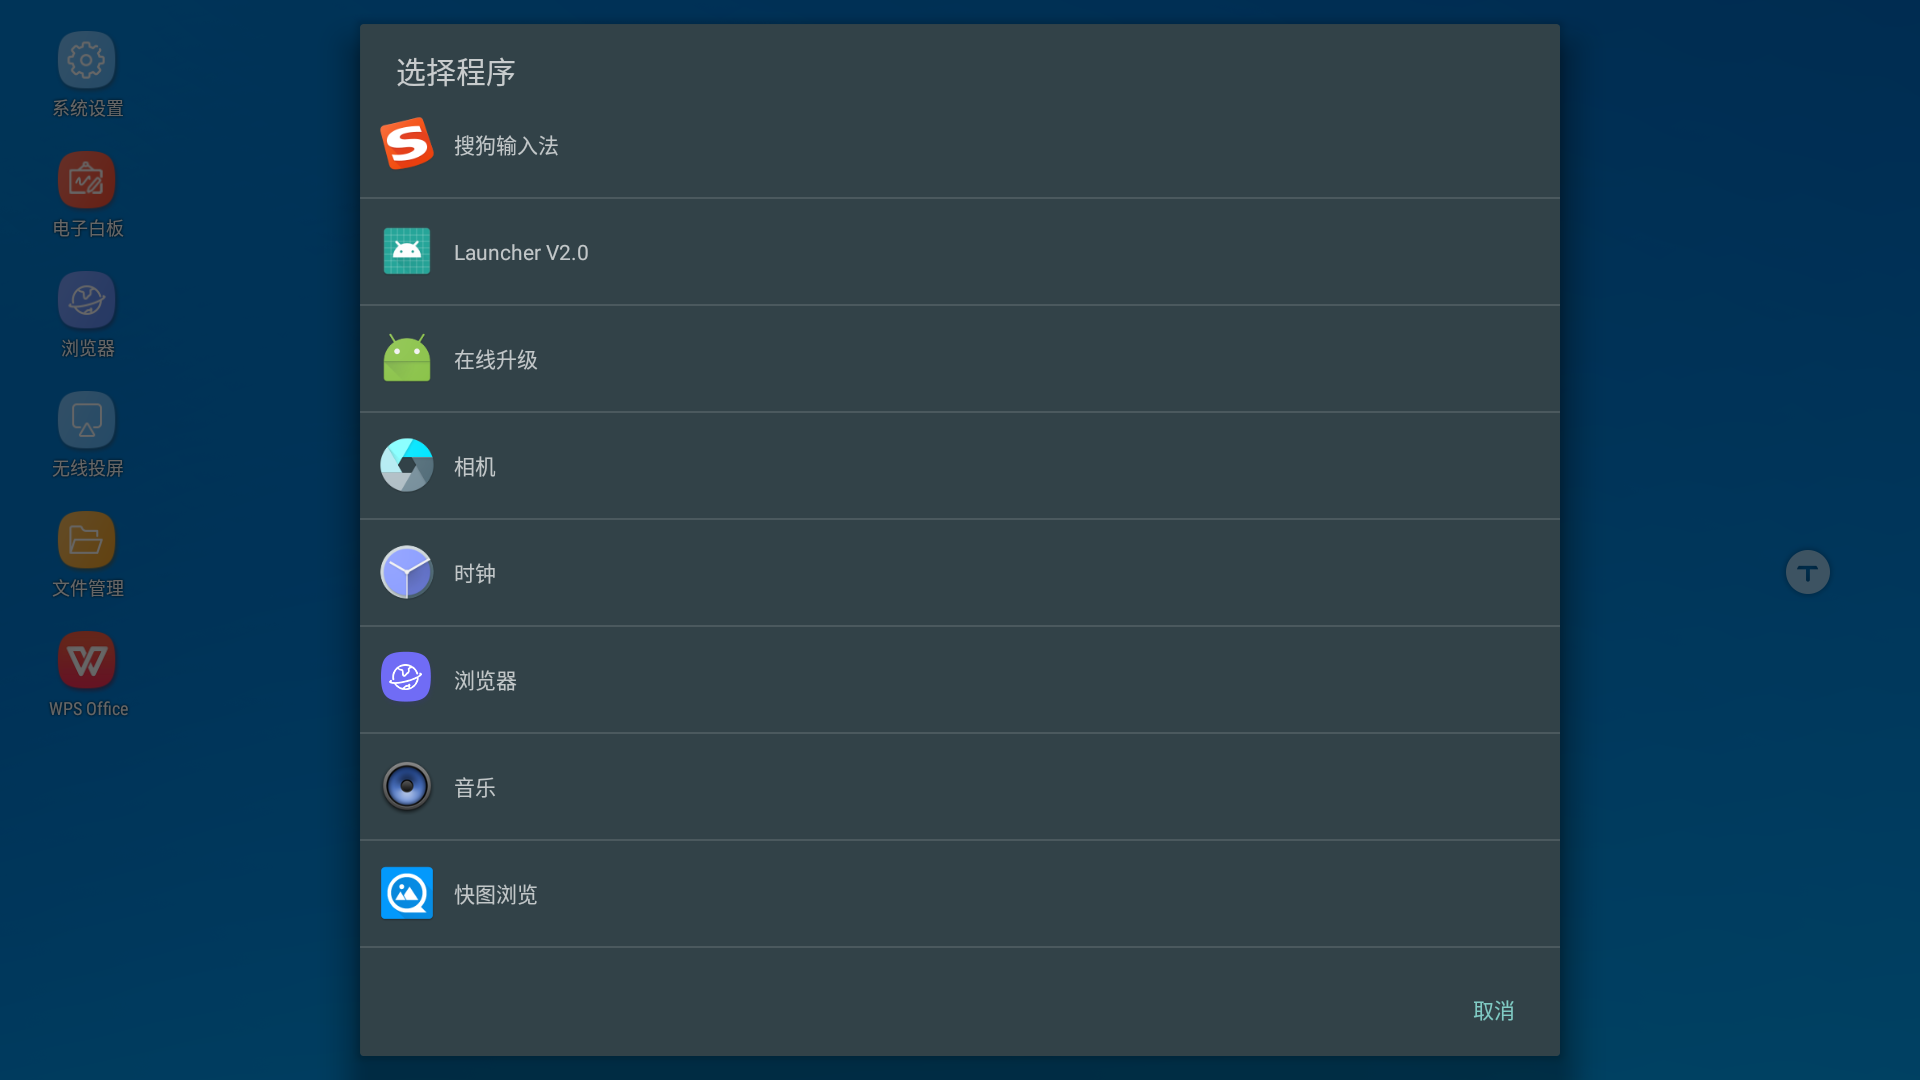 系统设置
电子白板
浏览器
无线投屏
文件管理
WPS Office
选择程序
搜狗输入法
Launcher V2.0
在线升级
相机
时钟
浏览器
音乐
快图浏览
取消